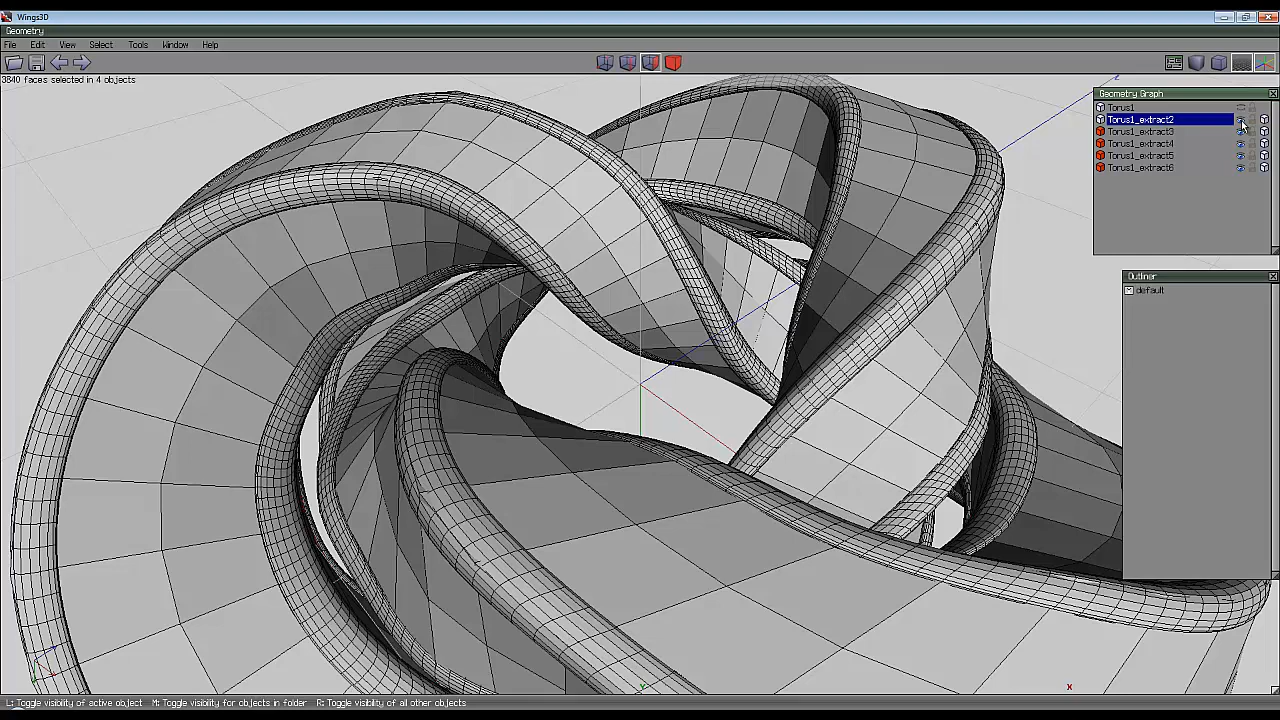 Wings3D
Geometry
File Edit View Select Tools Window Help
3840 faces selected in 4 objects
Geometry Graph
Torus1
Torus1_extract2
Torus1_extract3
Torus1_extract4
Torus1_extract5
Torus1_extract6
Outliner
default
Z
Y
X
L: Toggle visibility of active object M: Toggle visibility for objects in folder R: Toggle visibility of all other objects